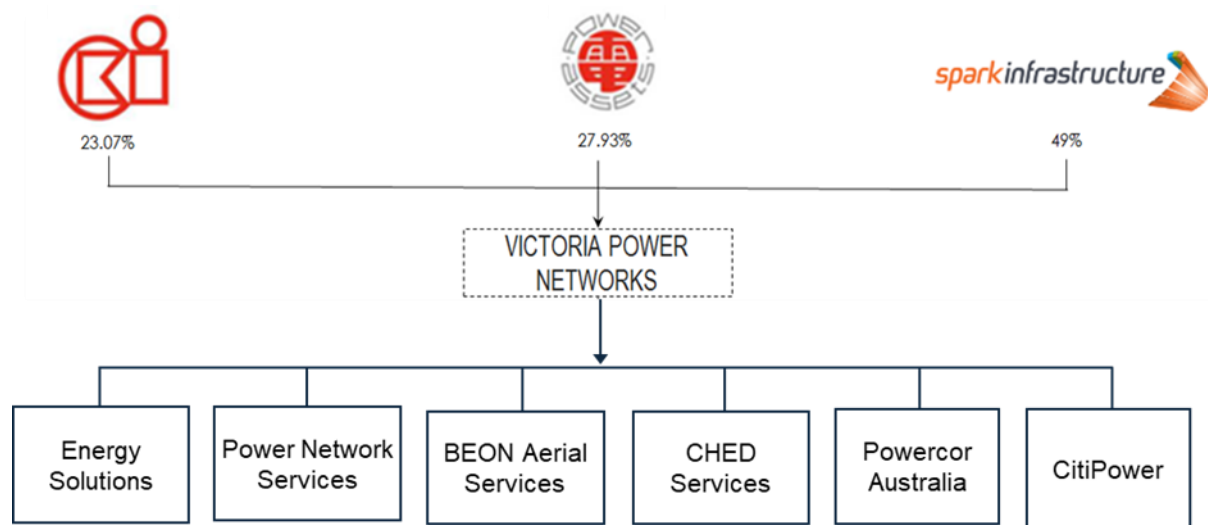 CKI
POWER
電
assets
sparkinfrastructure
23.07%
27.93%
49%
VICTORIA POWER
NETWORKS
Energy
Solutions
Power Network
Services
BEON Aerial
Services
CHED
Services
Powercor
Australia
CitiPower